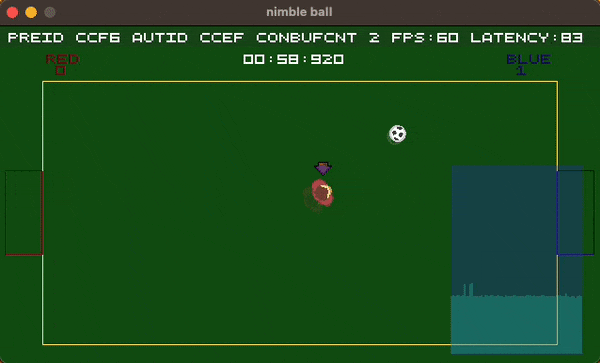 nimble ball
PREID CCF6 AUTID CCEF CONBUFCNT 2 FPS:60 LATENCY:83
RED 00:58:920 BLUE
0 1